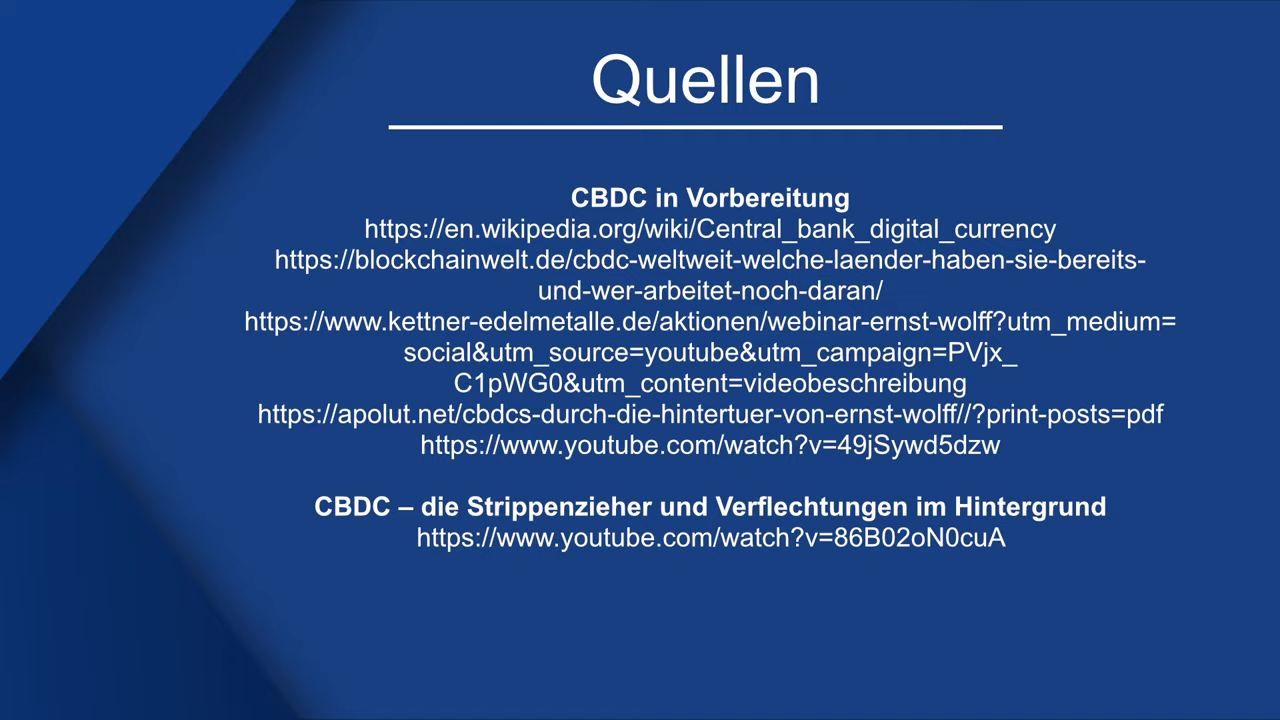 Quellen
CBDC in Vorbereitung
https://en.wikipedia.org/wiki/Central_bank_digital_currency
https://blockchainwelt.de/cbdc-weltweit-welche-laender-haben-sie-bereits-
und-wer-arbeitet-noch-daran/
https://www.kettner-edelmetalle.de/aktionen/webinar-ernst-wolff?utm_medium=
social&utm_source=youtube&utm_campaign=PVjx_
C1pWG0&utm_content=videobeschreibung
https://apolut.net/cbdcs-durch-die-hintertuer-von-ernst-wolff//?print-posts=pdf
https://www.youtube.com/watch?v=49jSywd5dzw
CBDC – die Strippenzieher und Verflechtungen im Hintergrund
https://www.youtube.com/watch?v=86B02oN0cuA